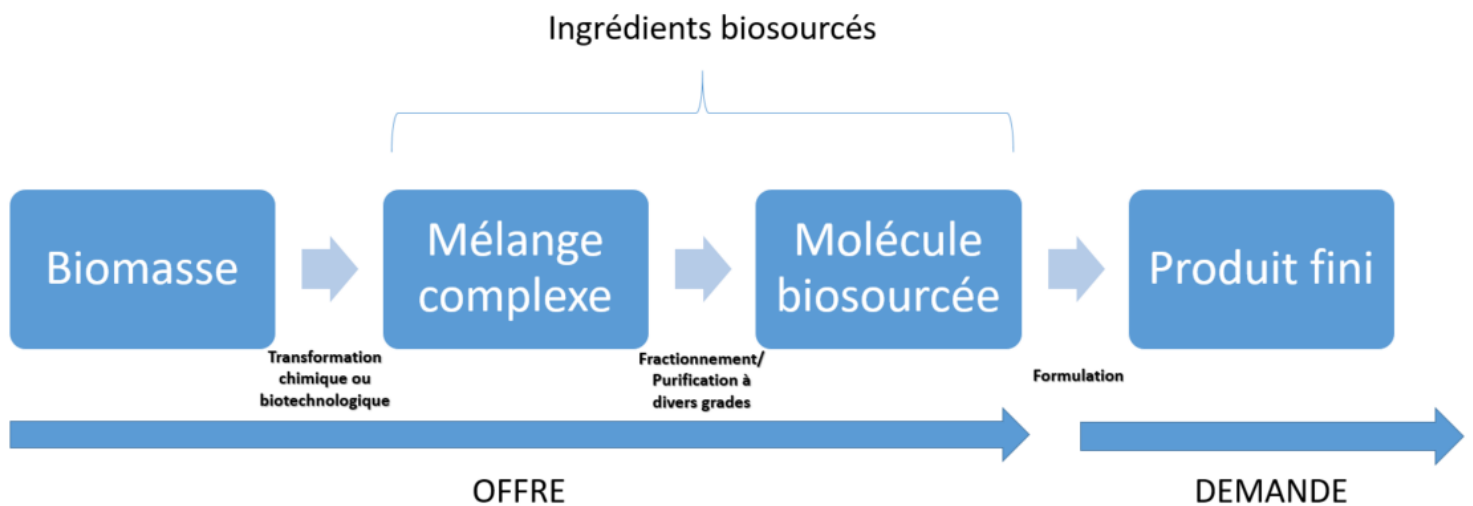 Ingrédients biosourcés
Biomasse
Mélange
complexe
Molécule
biosourcée
Produit fini
Transformation
chimique ou
biotechnologique
Fractionnement/
Purification à
divers grades
Formulation
OFFRE
DEMANDE